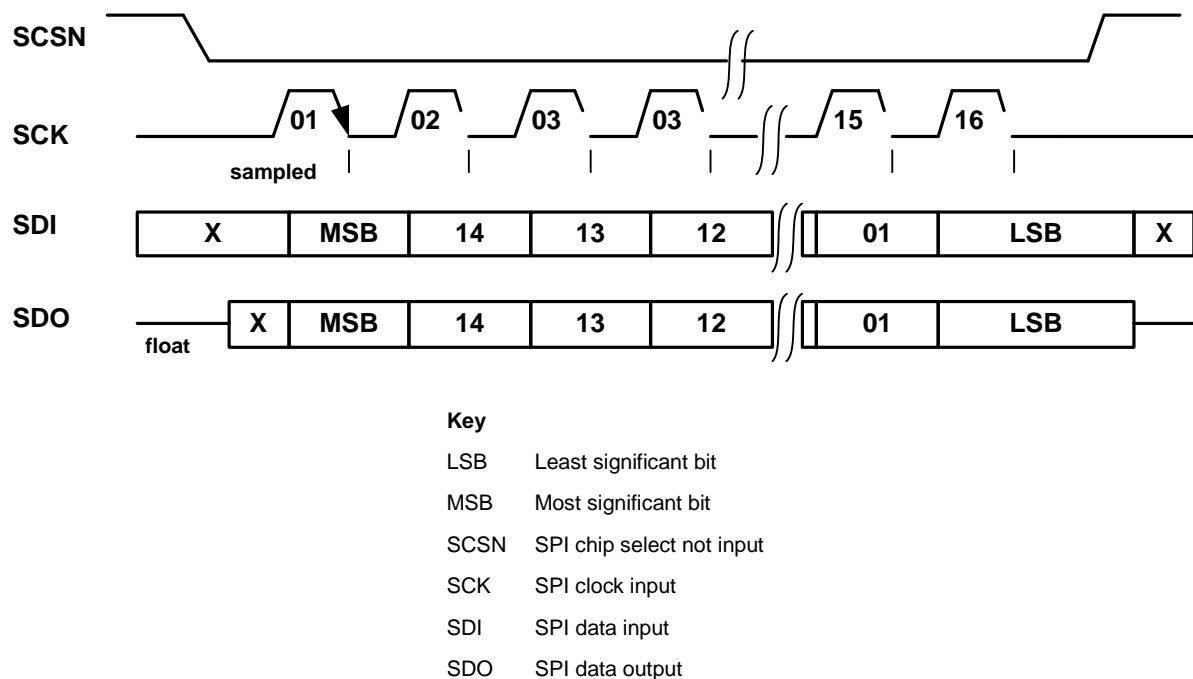 SCSN
SCK 01 02 03 03 15 16
sampled
SDI X MSB 14 13 12 01 LSB X
SDO X MSB 14 13 12 01 LSB
float
Key
LSB Least significant bit
MSB Most significant bit
SCSN SPI chip select not input
SCK SPI clock input
SDI SPI data input
SDO SPI data output